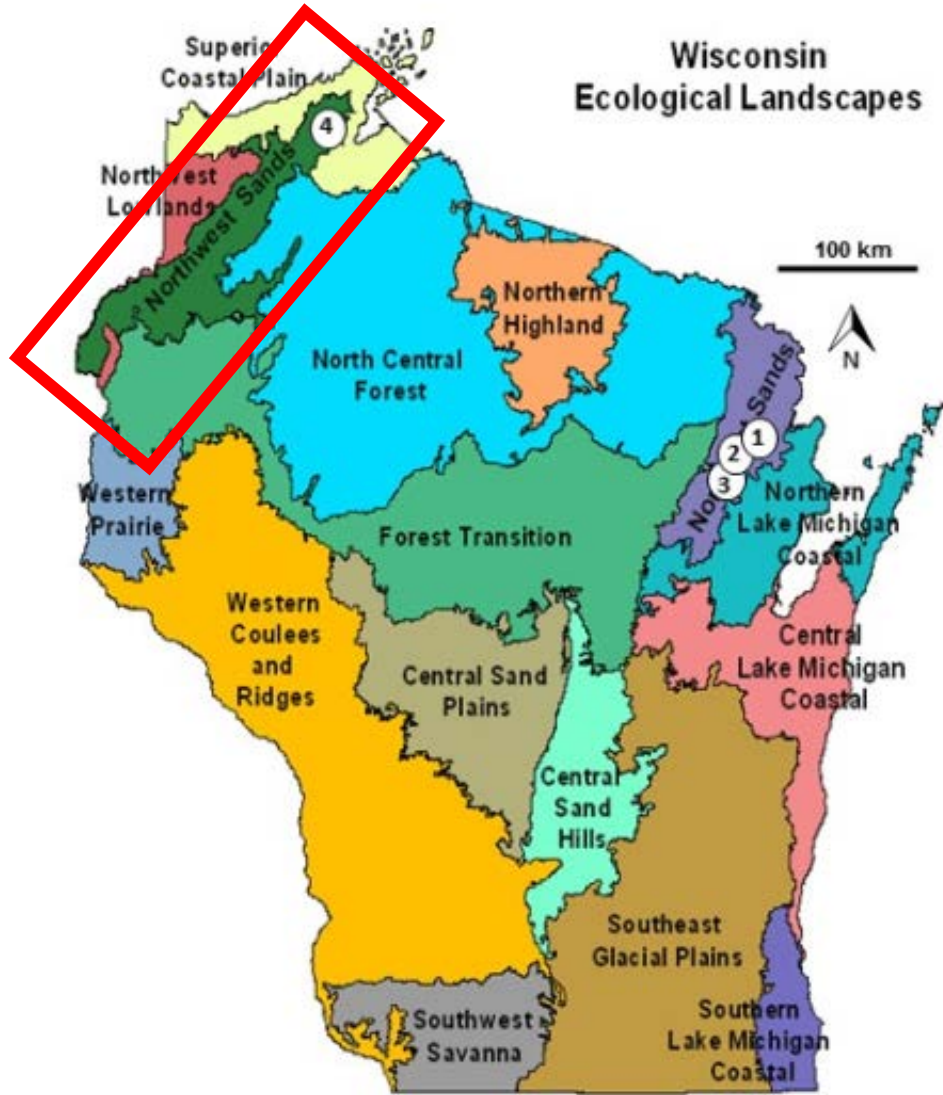 Wisconsin
Ecological Landscapes
Superior
Coastal Plain
4
Northwest
Lowlands
Northwest Sands
100 km
N
Northern
Highland
North Central
Forest
Sands
1
2
3
Northern
Lake Michigan
Coastal
Western
Prairie
Forest Transition
Western
Coulees
and
Ridges
Central Sand
Plains
Central
Lake Michigan
Coastal
Central
Sand
Hills
Southeast
Glacial Plains
Southwest
Savanna
Southern
Lake Michigan
Coastal